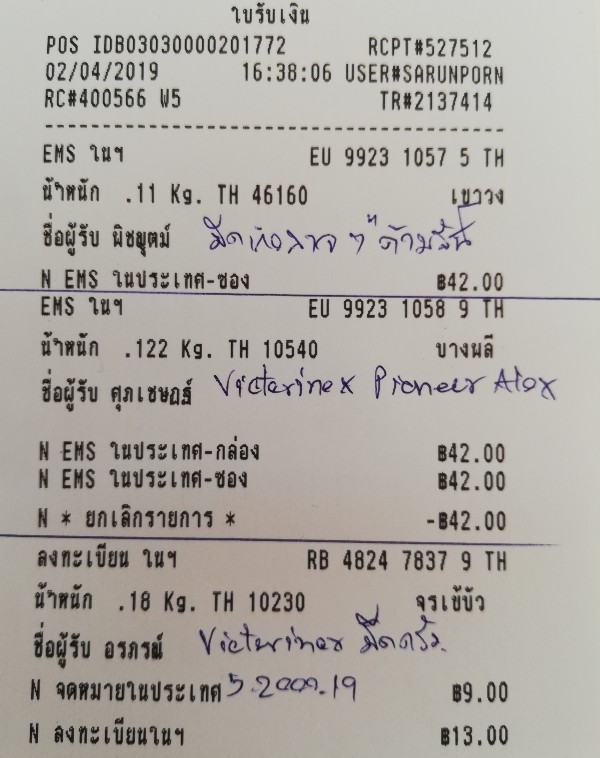 ใบรับเงิน
POS IDB03030000201772 RCPT#527512
02/04/2019 16:38:06 USER#SARUNPORN
RC#400566 W5 TR#2137414
EMS ในฯ EU 9923 1057 5 TH
น้ำหนัก .11 Kg. TH 46160 เขาวง
ชื่อผู้รับ พิชยุตม์ มีด
N EMS ในประเทศ-ซอง ฿42.00
EMS ในฯ EU 9923 1058 9 TH
น้ำหนัก .122 Kg. TH 10540 บางพลี
ชื่อผู้รับ ศุภเชษฐ์ Victorinox Pioneer Alox
N EMS ในประเทศ-กล่อง ฿42.00
N EMS ในประเทศ-ซอง ฿42.00
N * ยกเลิกรายการ * -฿42.00
ลงทะเบียน ในฯ RB 4824 7837 9 TH
น้ำหนัก .18 Kg. TH 10230 จรเข้บัว
ชื่อผู้รับ อรภรณ์ Victorinox มีดครัว
N จดหมายในประเทศ ฿9.00
N ลงทะเบียนในฯ ฿13.00